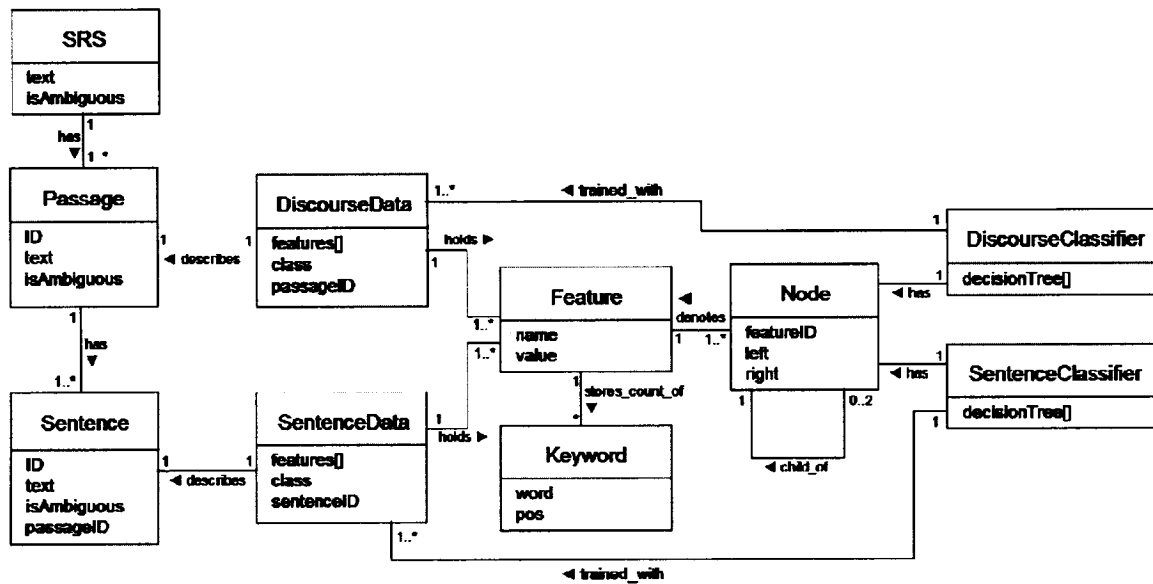 SRS
text
isAmbiguous
1
has
▼
1..*
Passage
ID
text
isAmbiguous
1
1
◄ describes
DiscourseData
features[]
class
passageID
1..*
◄ trained_with
1
DiscourseClassifier
decisionTree[]
1
◄ has
holds ►
1
1..*
Feature
name
value
◄
denotes
1
1..*
Node
featureID
left
right
1
0..2
◄ child_of
◄ has
1
SentenceClassifier
decisionTree[]
1
1
has
▼
1..*
Sentence
ID
text
isAmbiguous
passageID
1
1
◄ describes
SentenceData
features[]
class
sentenceID
1
holds ►
1..*
1
stores_count_of
▼
*
Keyword
word
pos
1..*
◄ trained_with